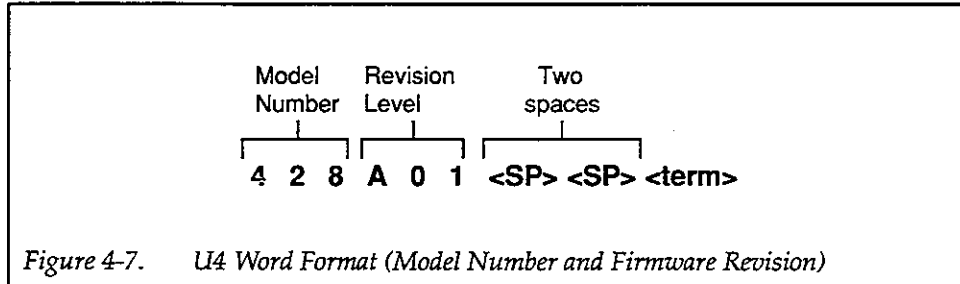 Model Revision Two
Number Level spaces
4 2 8 A 0 1 <SP> <SP> <term>
Figure 4-7. U4 Word Format (Model Number and Firmware Revision)